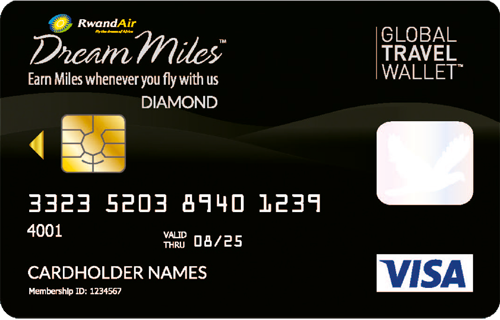 RwandAir
Fly the dream of Africa
Dream Miles™
Earn Miles whenever you fly with us
DIAMOND
GLOBAL
TRAVEL
WALLET™
3323 5203 8940 1239
4001
VALID
THRU 08/25
CARDHOLDER NAMES
Membership ID: 1234567
VISA